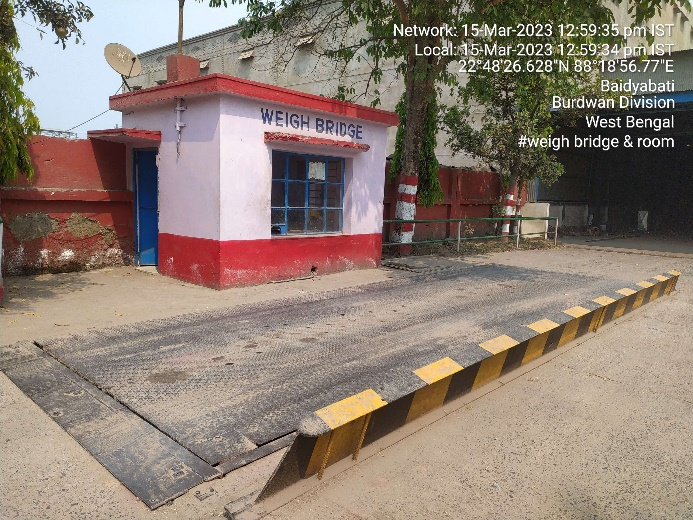 Network: 15-Mar-2023 12:59:35 pm IST
Local: 15-Mar-2023 12:59:34 pm IST
22°48'26.628"N 88°18'56.77"E
Baidyabati
Burdwan Division
West Bengal
#weigh bridge & room
WEIGH BRIDGE